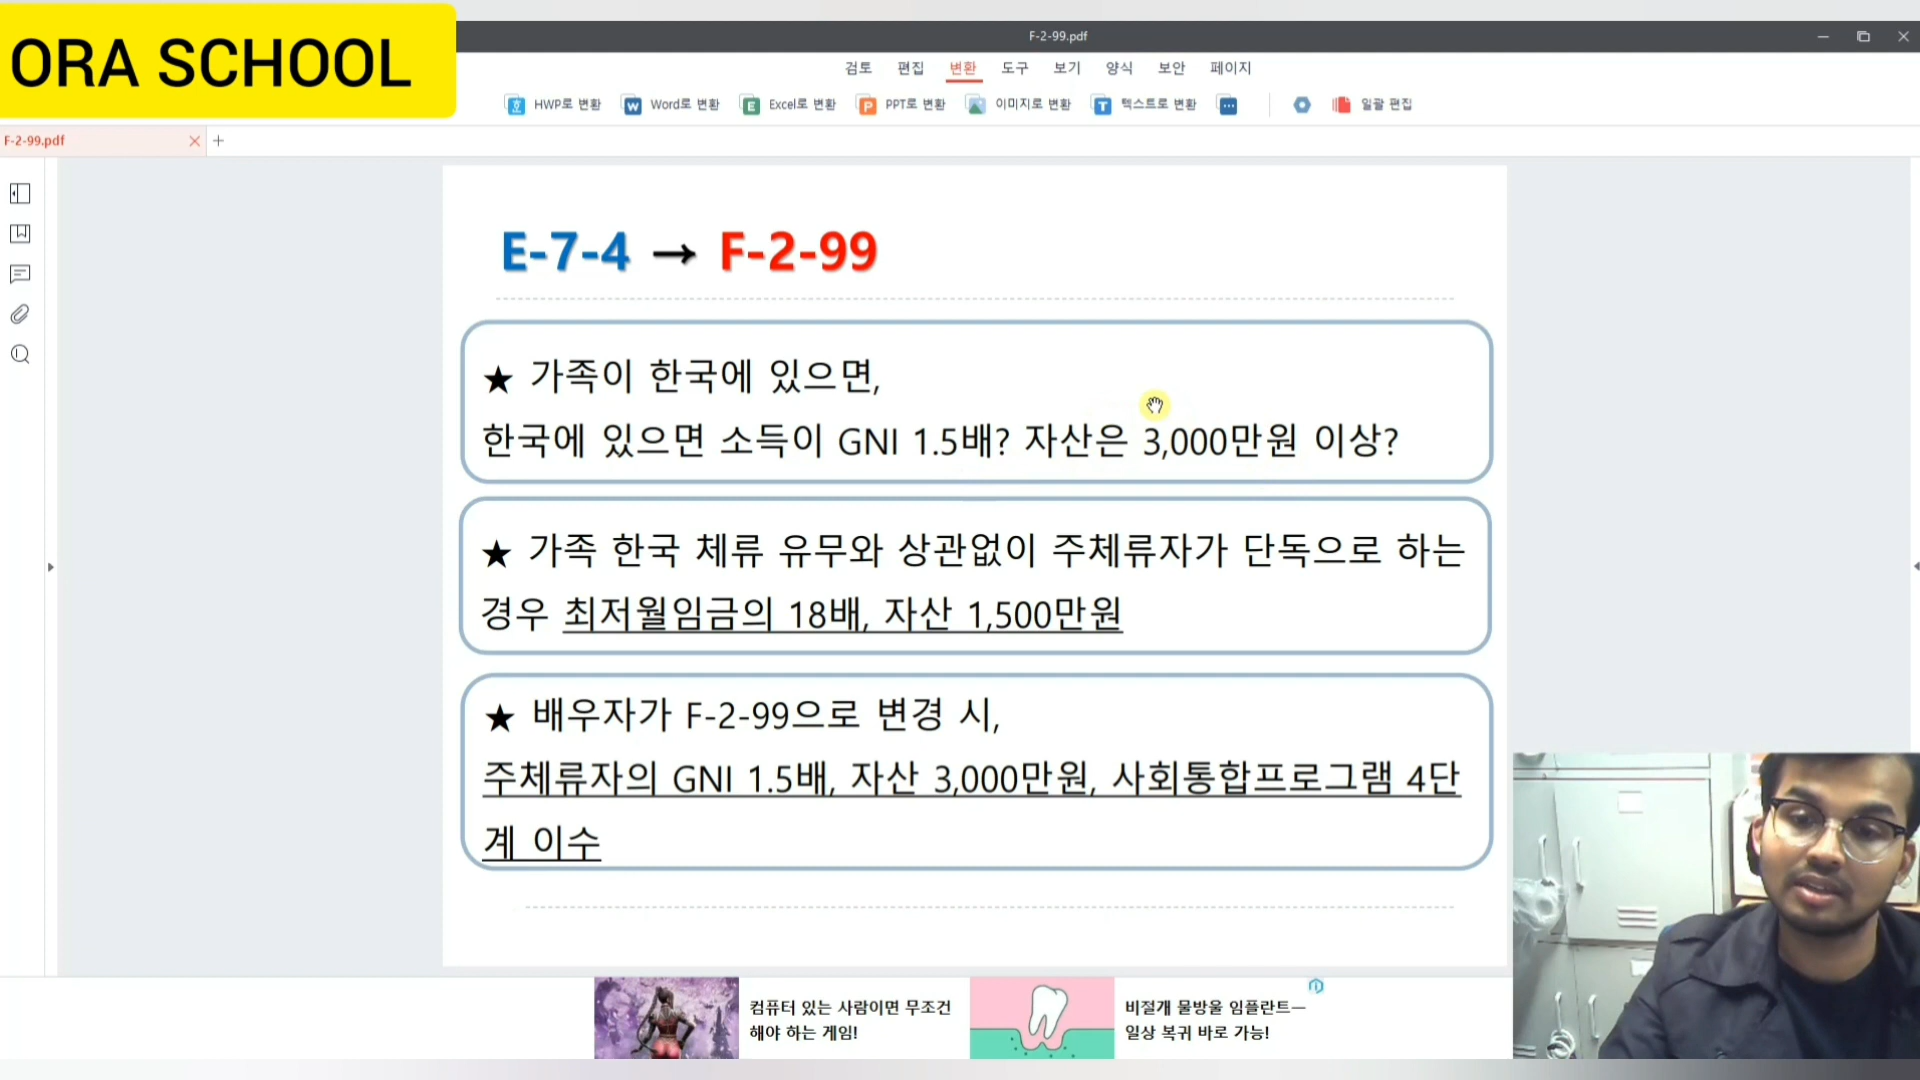 ORA SCHOOL
F-2-99.pdf
검토 편집 변환 도구 보기 양식 보안 페이지
HWP로 변환 Word로 변환 Excel로 변환 PPT로 변환 이미지로 변환 텍스트로 변환 일괄 편집
F-2-99.pdf
E-7-4 → F-2-99
★ 가족이 한국에 있으면,
한국에 있으면 소득이 GNI 1.5배? 자산은 3,000만원 이상?
★ 가족 한국 체류 유무와 상관없이 주체류자가 단독으로 하는
경우 최저월임금의 18배, 자산 1,500만원
★ 배우자가 F-2-99으로 변경 시,
주체류자의 GNI 1.5배, 자산 3,000만원, 사회통합프로그램 4단
계 이수
컴퓨터 있는 사람이면 무조건
해야 하는 게임!
비절개 물방울 임플란트—
일상 복귀 바로 가능!